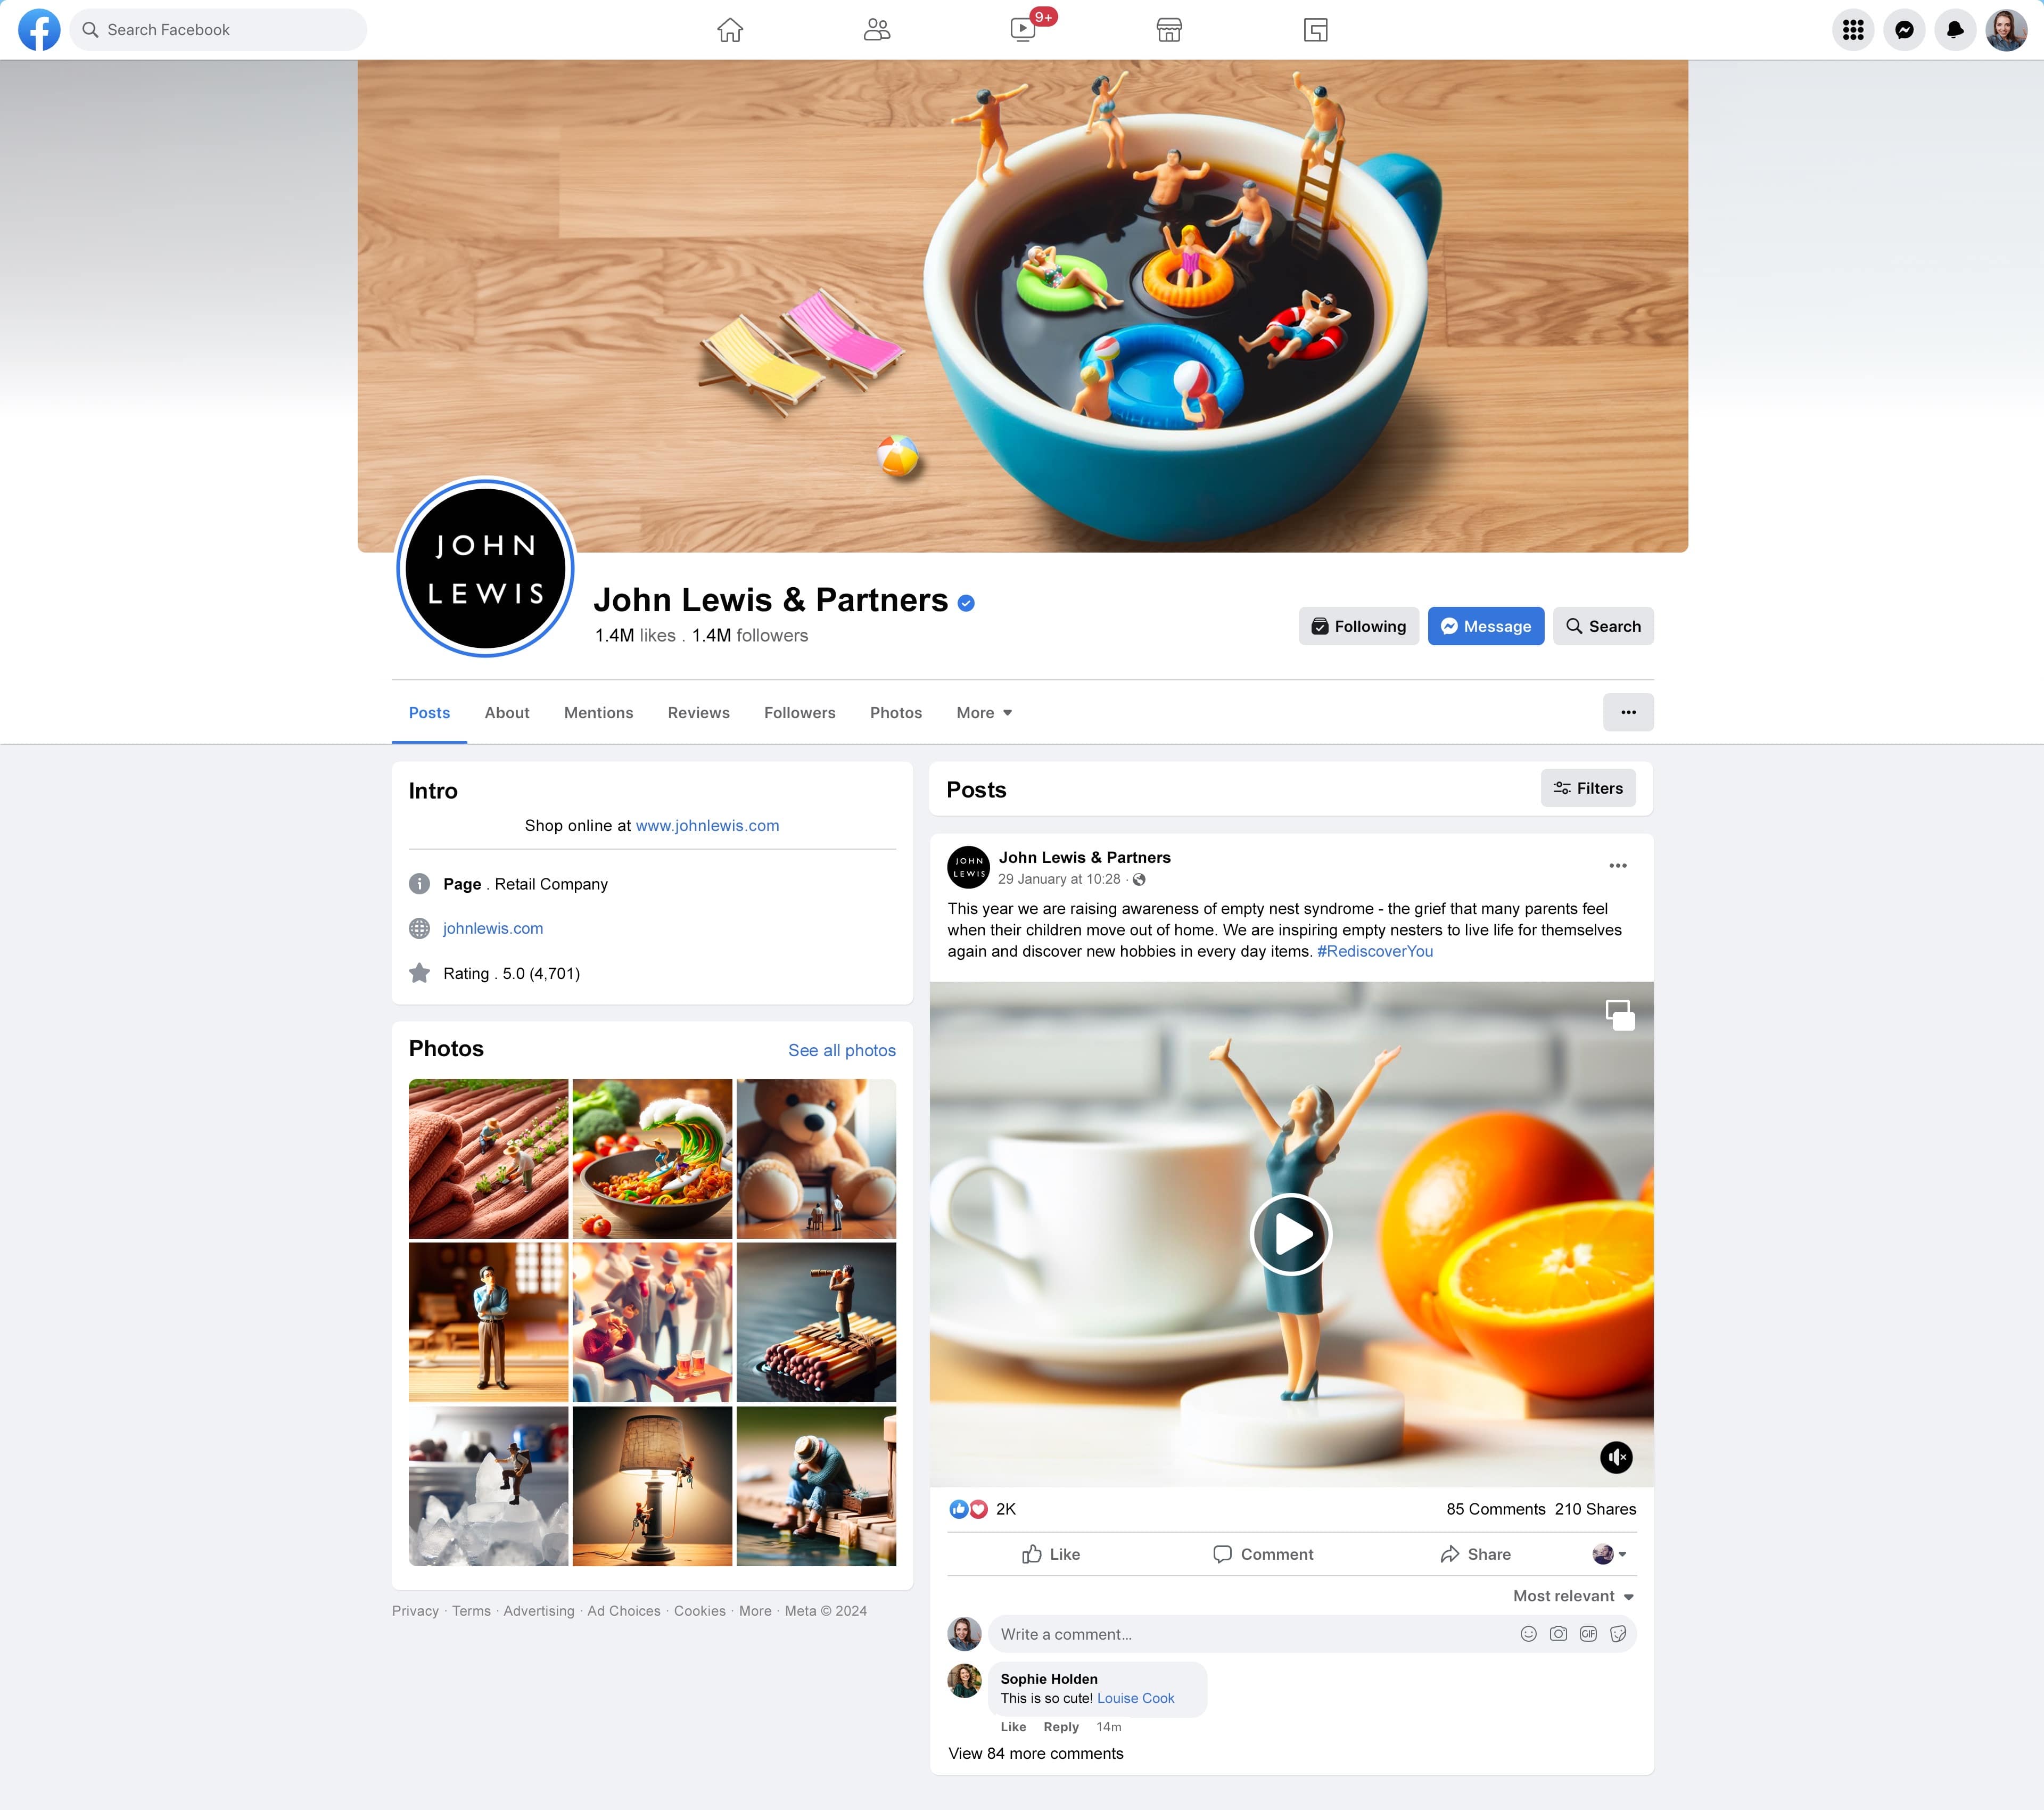 Search Facebook
9+
JOHN
LEWIS
John Lewis & Partners
1.4M likes . 1.4M followers
Following
Message
Search
Posts
About
Mentions
Reviews
Followers
Photos
More
Intro
Shop online at www.johnlewis.com
Page . Retail Company
johnlewis.com
Rating . 5.0 (4,701)
Photos
See all photos
Privacy · Terms · Advertising · Ad Choices · Cookies · More · Meta © 2024
Posts
Filters
JOHN
LEWIS
John Lewis & Partners
29 January at 10:28 ·
This year we are raising awareness of empty nest syndrome - the grief that many parents feel
when their children move out of home. We are inspiring empty nesters to live life for themselves
again and discover new hobbies in every day items. #RediscoverYou
2K
85 Comments 210 Shares
Like
Comment
Share
Most relevant
Write a comment...
GIF
Sophie Holden
This is so cute! Louise Cook
Like Reply 14m
View 84 more comments